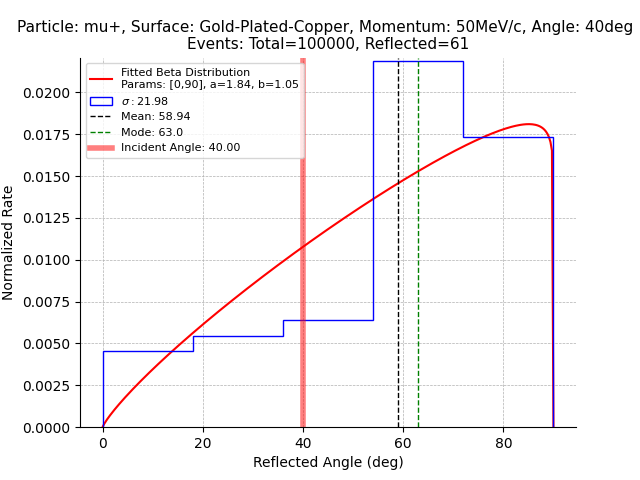 Particle: mu+, Surface: Gold-Plated-Copper, Momentum: 50MeV/c, Angle: 40deg
Events: Total=100000, Reflected=61
Fitted Beta Distribution
Params: [0,90], a=1.84, b=1.05
σ: 21.98
Mean: 58.94
Mode: 63.0
Incident Angle: 40.00
Normalized Rate
0.0200
0.0175
0.0150
0.0125
0.0100
0.0075
0.0050
0.0025
0.0000
0 20 40 60 80
Reflected Angle (deg)